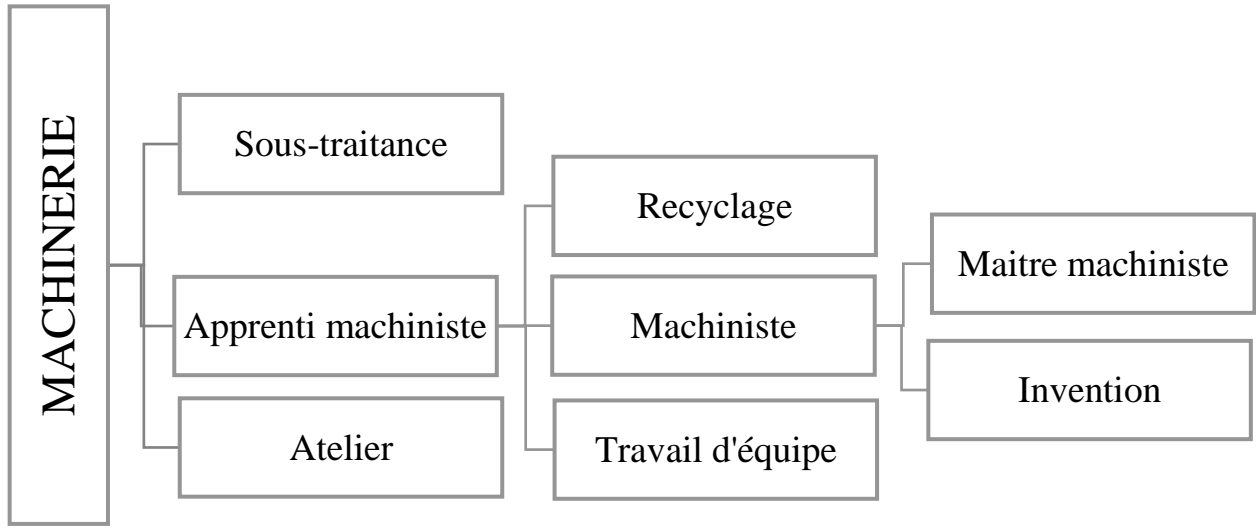 MACHINERIE
Sous-traitance
Apprenti machiniste
Atelier
Recyclage
Machiniste
Travail d'équipe
Maitre machiniste
Invention